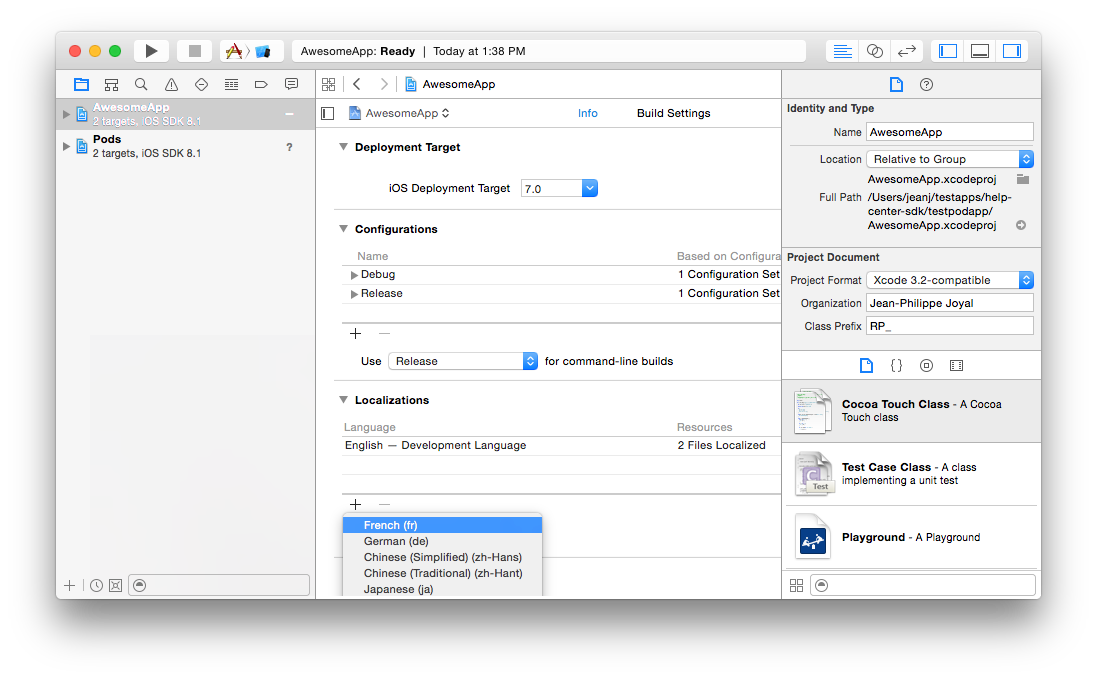 AwesomeApp: Ready | Today at 1:38 PM
AwesomeApp
2 targets, iOS SDK 8.1
Pods
2 targets, iOS SDK 8.1
?
AwesomeApp
AwesomeApp
Info
Build Settings
Deployment Target
iOS Deployment Target
7.0
Configurations
Name
Based on Configura
Debug
1 Configuration Set
Release
1 Configuration Set
Use
Release
for command-line builds
Localizations
Language
Resources
English — Development Language
2 Files Localized
French (fr)
German (de)
Chinese (Simplified) (zh-Hans)
Chinese (Traditional) (zh-Hant)
Japanese (ja)
Identity and Type
Name
AwesomeApp
Location
Relative to Group
AwesomeApp.xcodeproj
Full Path
/Users/jeanj/testapps/help-
center-sdk/testpodapp/
AwesomeApp.xcodeproj
Project Document
Project Format
Xcode 3.2-compatible
Organization
Jean-Philippe Joyal
Class Prefix
RP_
{}
Cocoa Touch Class - A Cocoa
Touch class
C
Test
Test Case Class - A class
implementing a unit test
Playground - A Playground